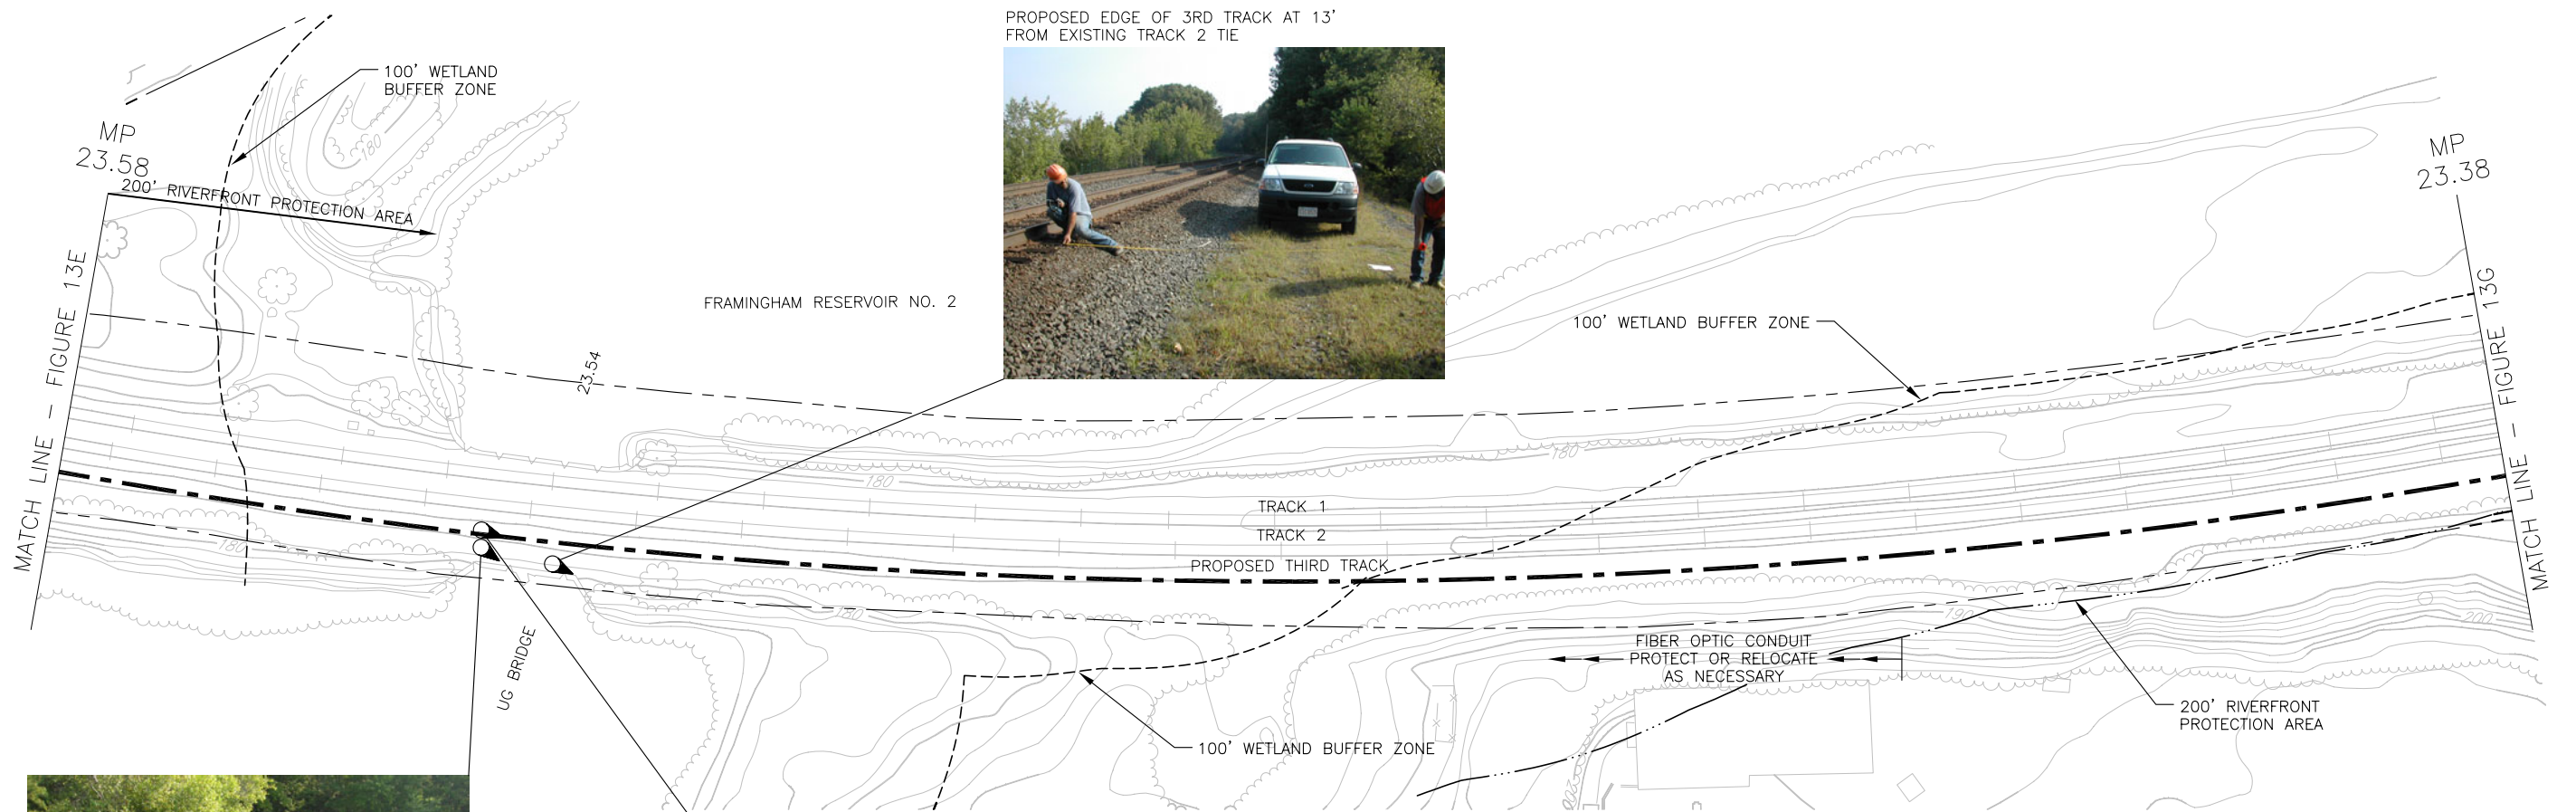 PROPOSED EDGE OF 3RD TRACK AT 13'
FROM EXISTING TRACK 2 TIE
100' WETLAND
BUFFER ZONE
MP
23.58
200' RIVERFRONT PROTECTION AREA
180
MP
23.38
MATCH LINE - FIGURE 13E
FRAMINGHAM RESERVOIR NO. 2
23.54
100' WETLAND BUFFER ZONE
MATCH LINE - FIGURE 13G
180
180
TRACK 1
TRACK 2
PROPOSED THIRD TRACK
180
180
190
200
UG BRIDGE
FIBER OPTIC CONDUIT
PROTECT OR RELOCATE
AS NECESSARY
200' RIVERFRONT
PROTECTION AREA
100' WETLAND BUFFER ZONE